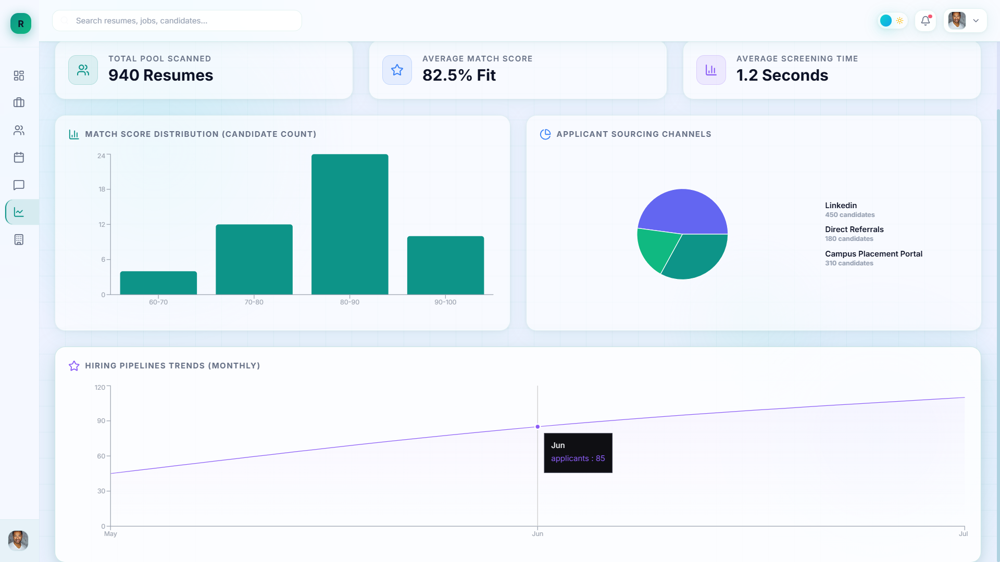 R
Search resumes, jobs, candidates...
TOTAL POOL SCANNED
940 Resumes
AVERAGE MATCH SCORE
82.5% Fit
AVERAGE SCREENING TIME
1.2 Seconds
MATCH SCORE DISTRIBUTION (CANDIDATE COUNT)
24
18
12
6
0
60-70 70-80 80-90 90-100
APPLICANT SOURCING CHANNELS
Linkedin
450 candidates
Direct Referrals
180 candidates
Campus Placement Portal
310 candidates
HIRING PIPELINES TRENDS (MONTHLY)
120
90
60
30
0
Jun
applicants : 85
May Jun Jul